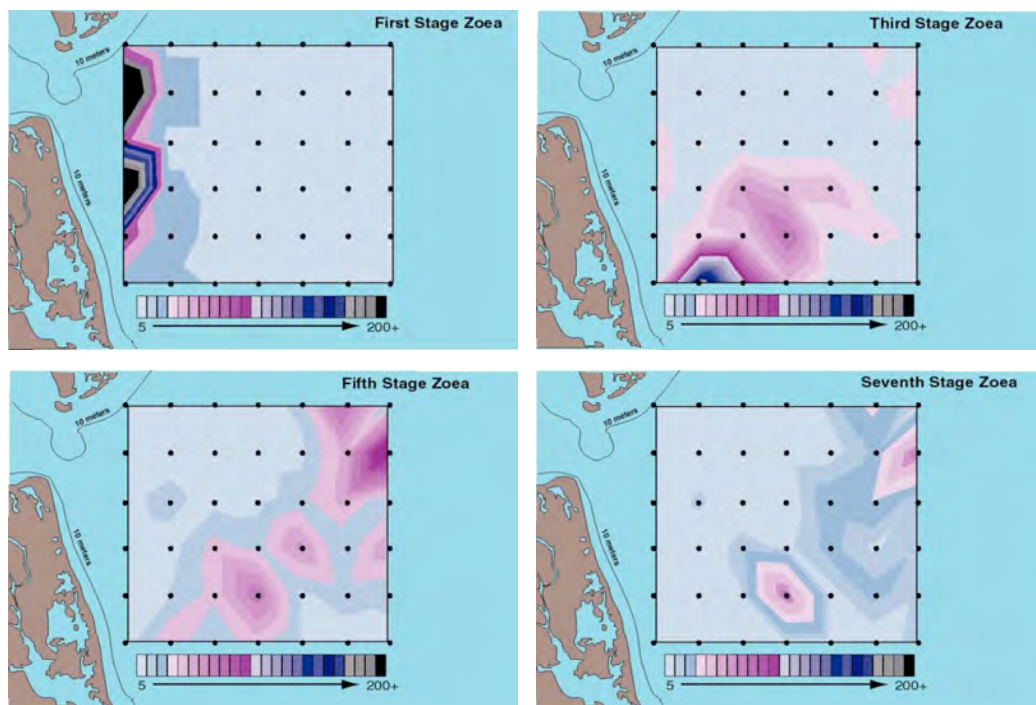 First Stage Zoea
10 meters
10 meters
5 200+
Third Stage Zoea
10 meters
10 meters
5 200+
Fifth Stage Zoea
10 meters
10 meters
5 200+
Seventh Stage Zoea
10 meters
10 meters
5 200+